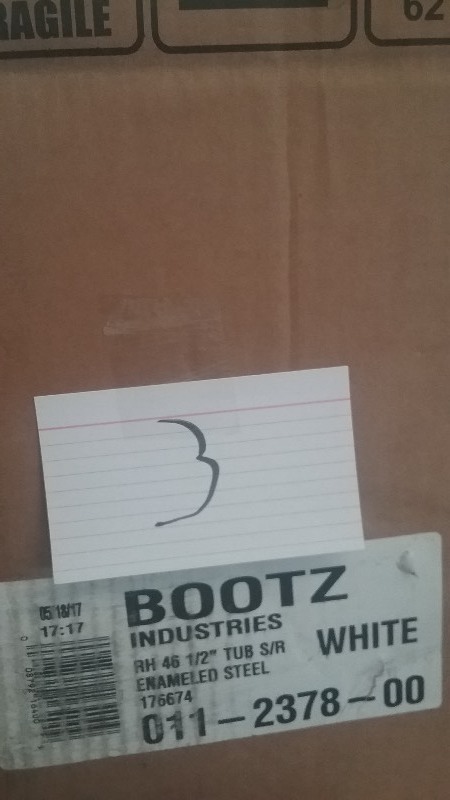 RAGILE
62
3
05/18/17
17:17
BOOTZ
INDUSTRIES
WHITE
RH 46 1/2" TUB S/R
ENAMELED STEEL
176674
011-2378-00